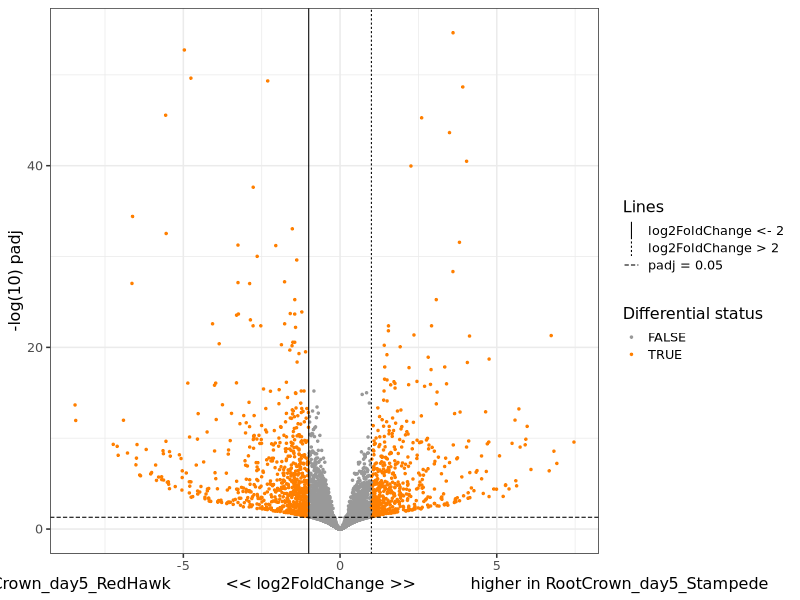 40
20
0
-5
0
5
-log(10) padj
Crown_day5_RedHawk << log2FoldChange >> higher in RootCrown_day5_Stampede
Lines
log2FoldChange <- 2
log2FoldChange > 2
padj = 0.05
Differential status
FALSE
TRUE